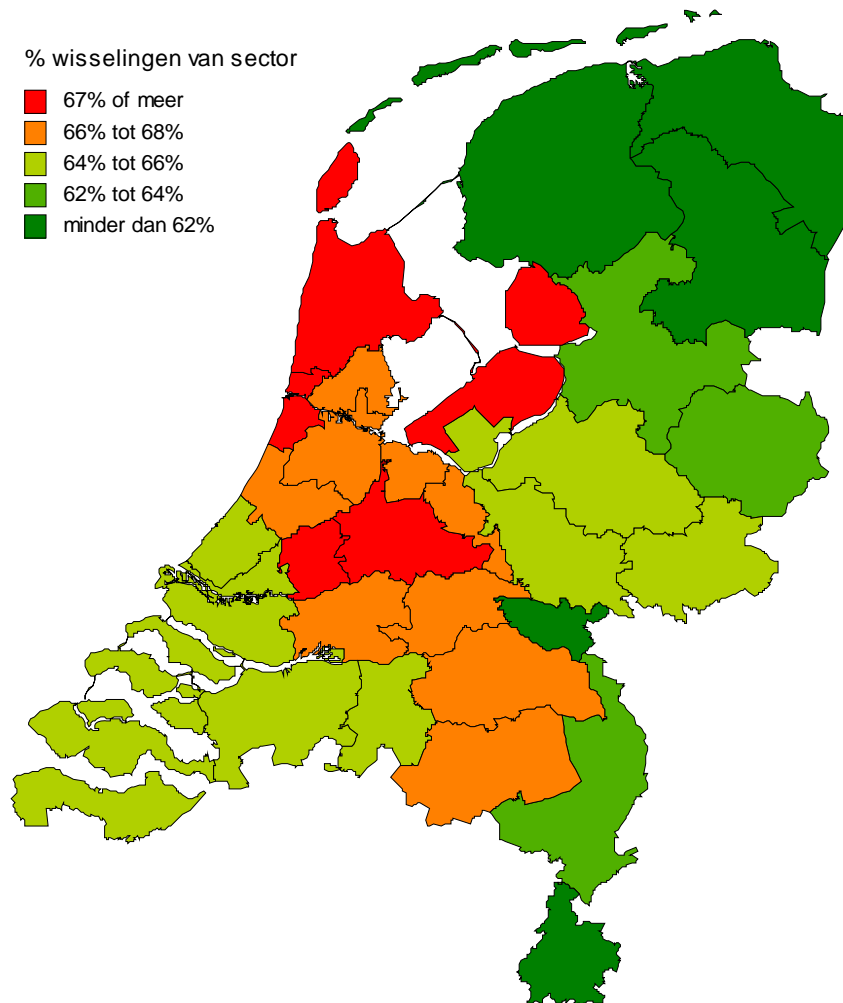 % wisselingen van sector
67% of meer
66% tot 68%
64% tot 66%
62% tot 64%
minder dan 62%